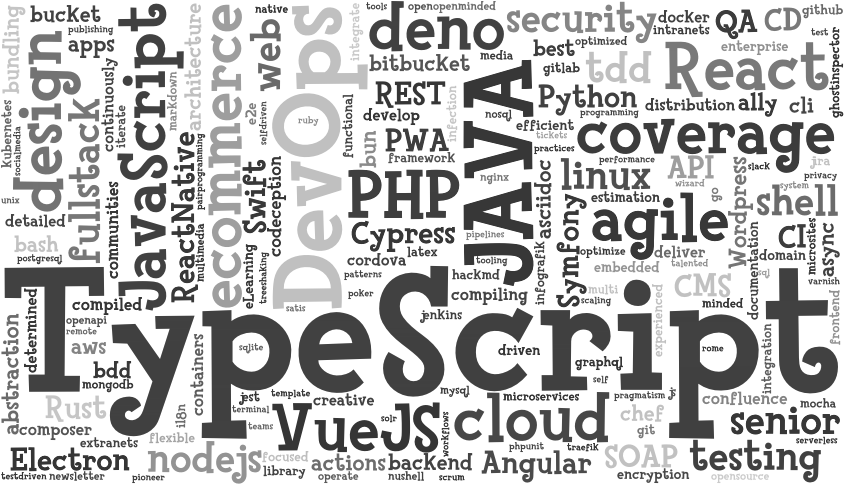 bundling
bucket
publishing
apps
design
fullstack
continuously
iterate
JavaScript
markdown
architecture
ecommerce
native
web
e2e
selfdriven
DevOps
ruby
integrate
functional
tools
openopenminded
deno
media
bitbucket
security
docker
intranets
QA
CD
github
test
best
optimized
gitlab
tdd
enterprise
React
ghostinspector
Kubernetes
socialmedia
unix
REST
develop
infection
nosql
JAVA
Python
programming
distribution
ally
cli
PWA
framework
bun
efficient
tickets
practices
coverage
performance
slack
jira
privacy
PHP
nginx
asciidoc
linux
API
wizard
go
Wordpress
system
shell
ReactNative
pairprogramming
Swift
codeception
communities
detailed
bash
postgresql
multimedia
eLearning
treeshaking
Cypress
latex
cordova
patterns
poker
pipelines
tooling
hackmd
compiling
infografik
Symfony
estimation
agile
optimize
deliver
talented
embedded
multi
scaling
CMS
minded
sql
documentation
domain
CI
microsites
async
varnish
TypeScript
determined
compiled
openapi
remote
aws
bdd
mongodb
abstraction
satis
sqlite
jenkins
driven
graphql
self
experienced
rome
integration
frontend
Rust
composer
extranets
i18n
containers
jest
terminal
teams
template
creative
VueJS
solr
mysql
workflows
cloud
microservices
phpunit
traefik
pragmatism
jr
chef
git
confluence
mocha
senior
serverless
Electron
flexible
nodejs
focused
library
actions
operate
backend
nushell
scrum
Angular
SOAP
encryption
testing
opensource
testdriven
newsletter
pioneer